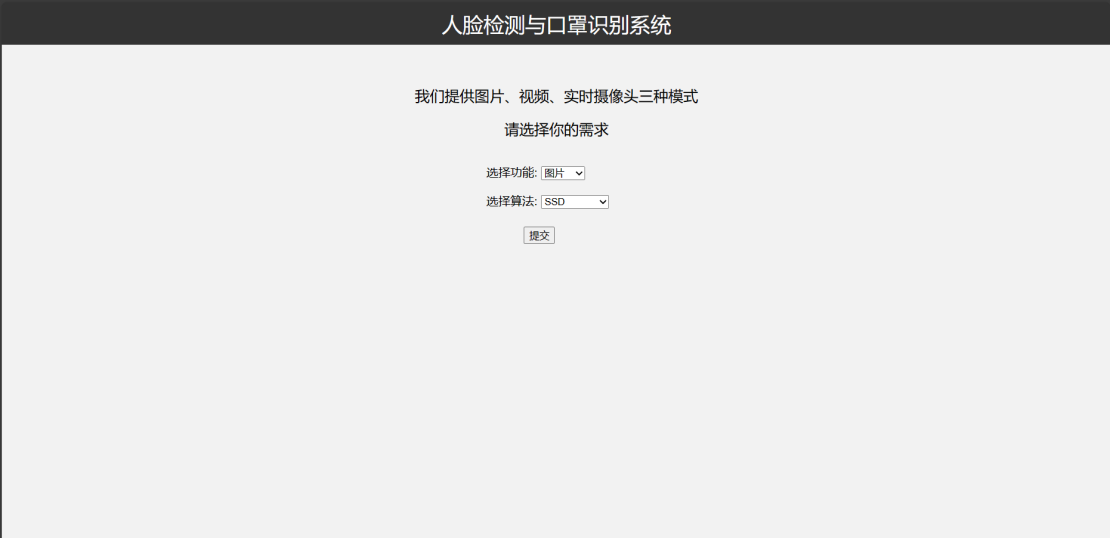 人脸检测与口罩识别系统
我们提供图片、视频、实时摄像头三种模式
请选择你的需求
选择功能: 图片
选择算法: SSD
提交